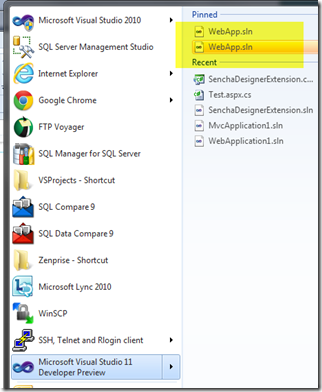 Microsoft Visual Studio 2010
SQL Server Management Studio
Internet Explorer
Google Chrome
FTP Voyager
SQL Manager for SQL Server
VSProjects - Shortcut
SQL Compare 9
SQL Data Compare 9
Zenprise - Shortcut
Microsoft Lync 2010
WinSCP
SSH, Telnet and Rlogin client
Microsoft Visual Studio 11
Developer Preview
Pinned
WebApp.sln
WebApp.sln
Recent
SenchaDesignerExtension.c...
Test.aspx.cs
SenchaDesignerExtension.sln
MvcApplication1.sln
WebApplication1.sln